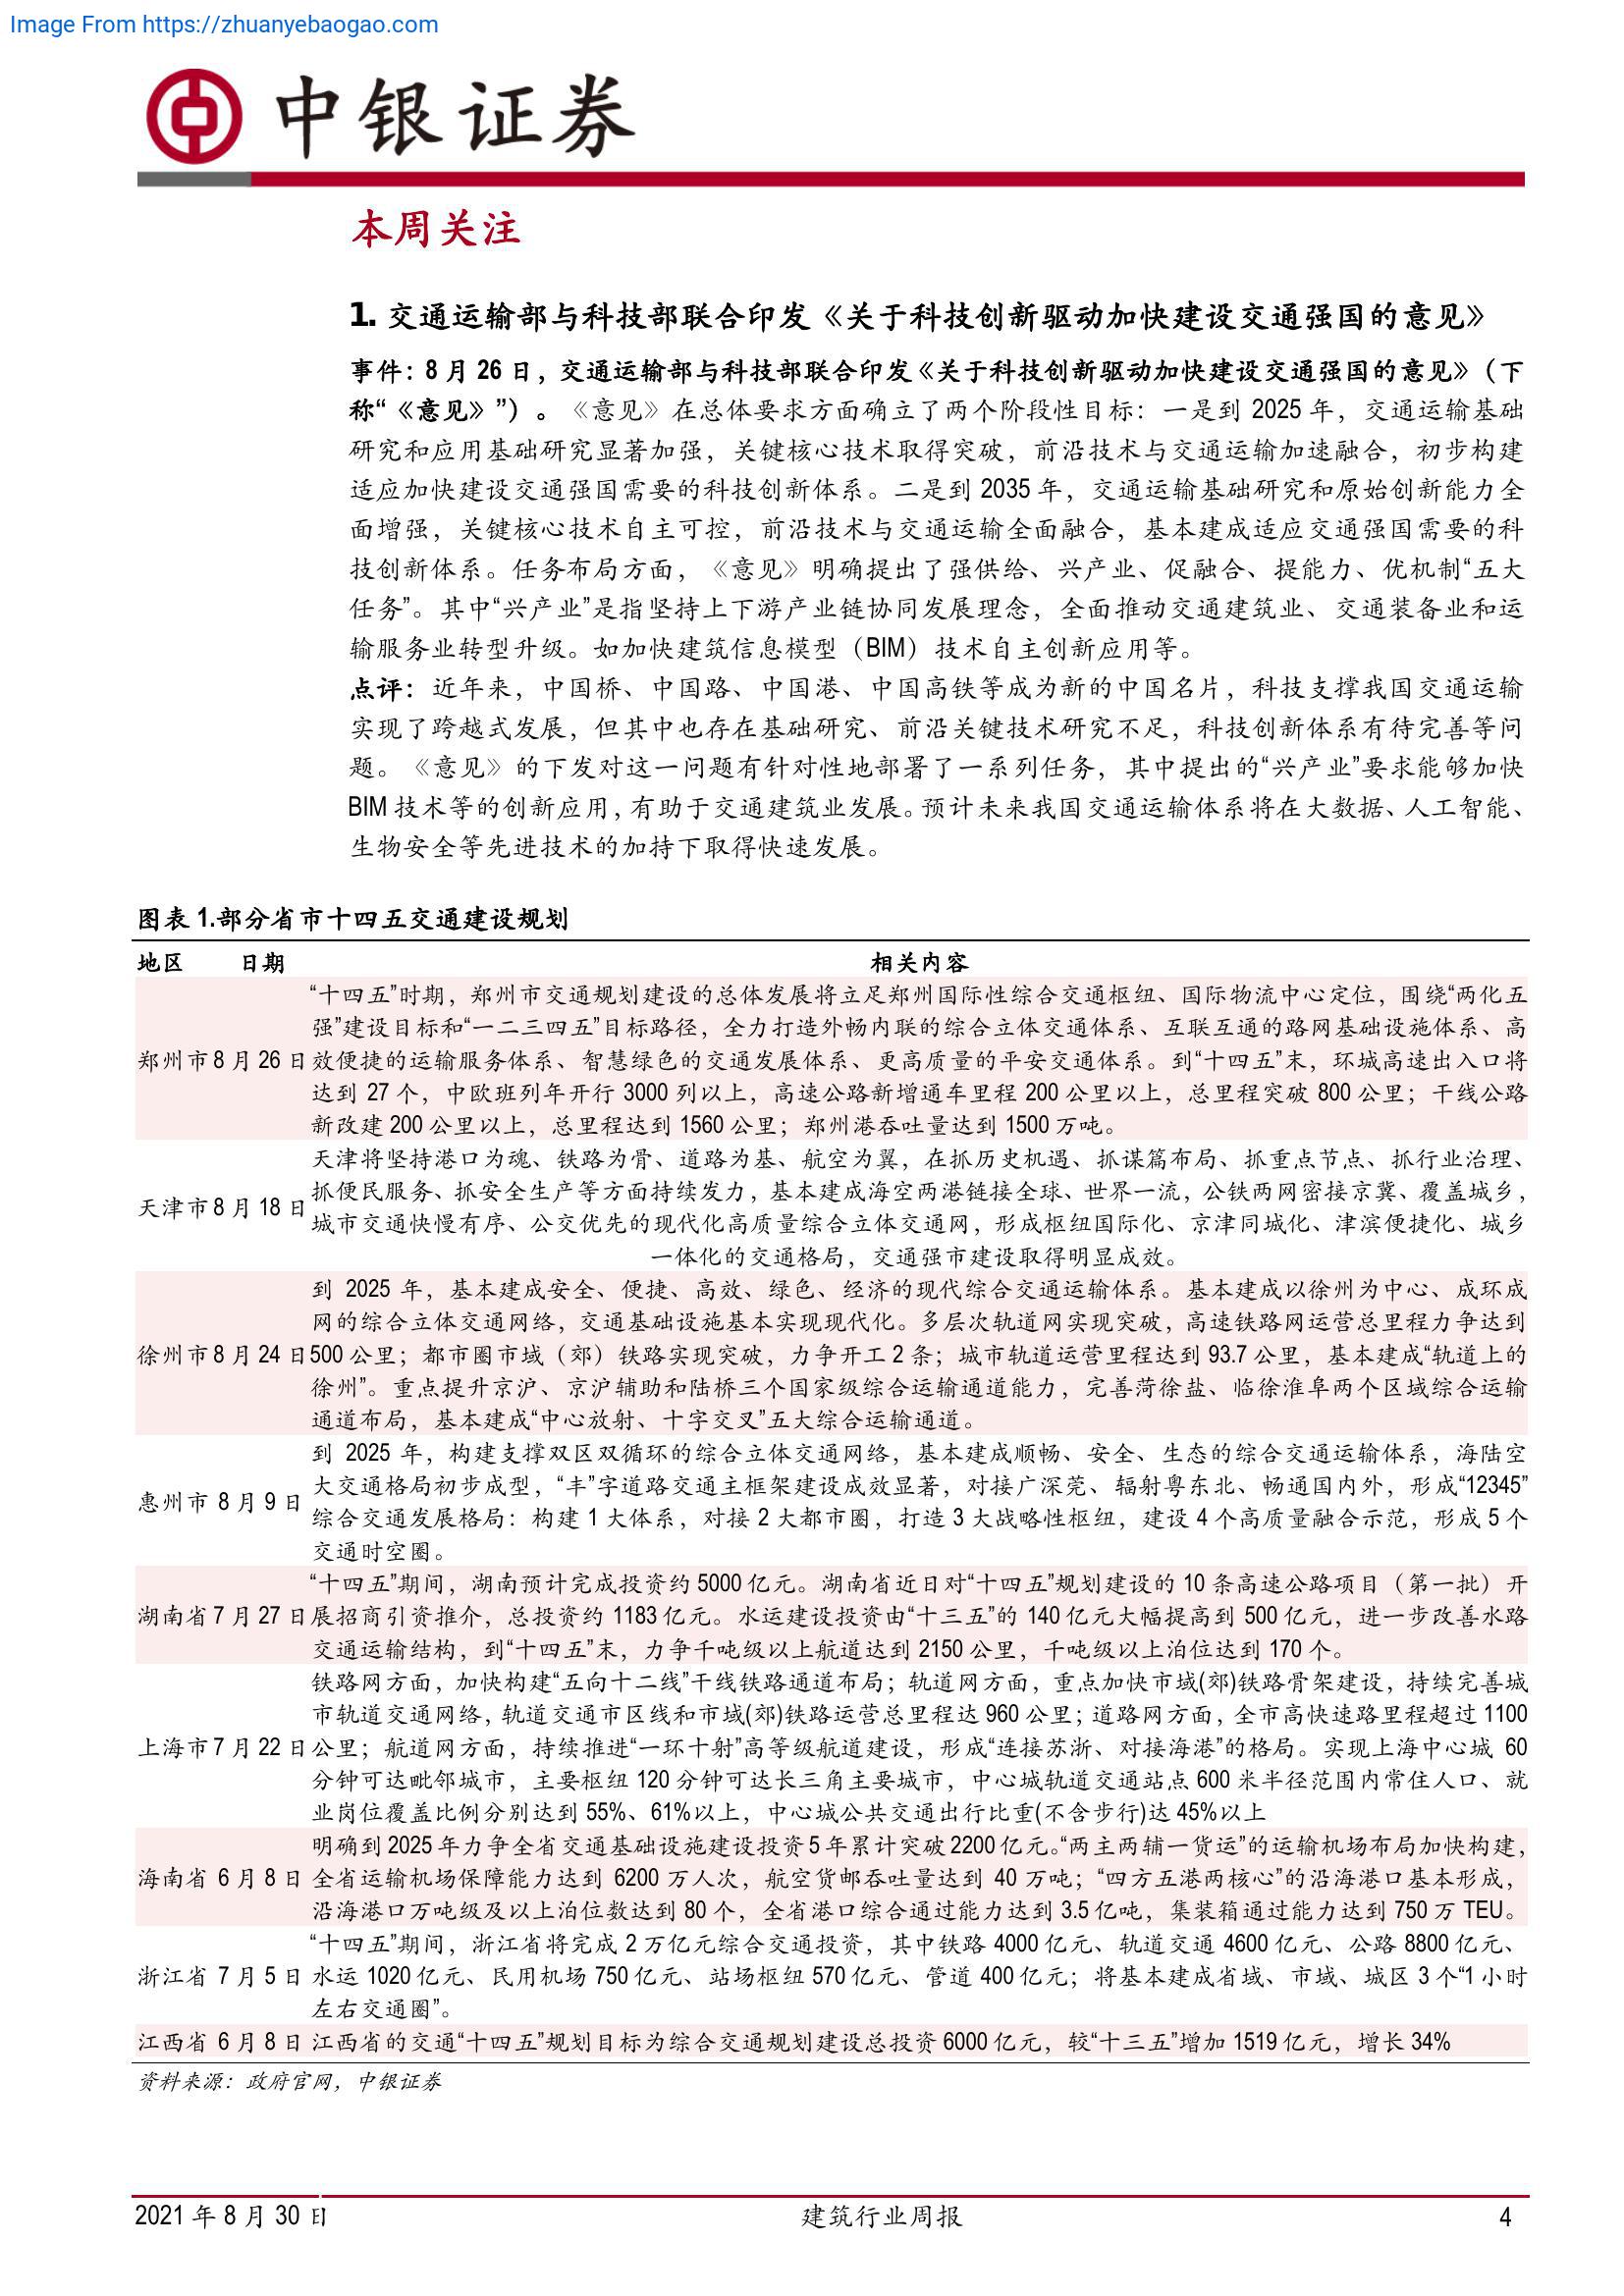 Image From https://zhuanyebaogao.com
中银证券
本周关注
1. 交通运输部与科技部联合印发《关于科技创新驱动加快建设交通强国的意见》
事件：8 月 26 日，交通运输部与科技部联合印发《关于科技创新驱动加快建设交通强国的意见》（下
称“《意见》”）。《意见》在总体要求方面确立了两个阶段性目标：一是到 2025 年，交通运输基础
研究和应用基础研究显著加强，关键核心技术取得突破，前沿技术与交通运输加速融合，初步构建
适应加快建设交通强国需要的科技创新体系。二是到 2035 年，交通运输基础研究和原始创新能力全
面增强，关键核心技术自主可控，前沿技术与交通运输全面融合，基本建成适应交通强国需要的科
技创新体系。任务布局方面，《意见》明确提出了强供给、兴产业、促融合、提能力、优机制“五大
任务”。其中“兴产业”是指坚持上下游产业链协同发展理念，全面推动交通建筑业、交通装备业和运
输服务业转型升级。如加快建筑信息模型（BIM）技术自主创新应用等。
点评：近年来，中国桥、中国路、中国港、中国高铁等成为新的中国名片，科技支撑我国交通运输
实现了跨越式发展，但其中也存在基础研究、前沿关键技术研究不足，科技创新体系有待完善等问
题。《意见》的下发对这一问题有针对性地部署了一系列任务，其中提出的“兴产业”要求能够加快
BIM 技术等的创新应用，有助于交通建筑业发展。预计未来我国交通运输体系将在大数据、人工智能、
生物安全等先进技术的加持下取得快速发展。
图表 1.部分省市十四五交通建设规划
地区 日期 相关内容
“十四五”时期，郑州市交通规划建设的总体发展将立足郑州国际性综合交通枢纽、国际物流中心定位，围绕“两化五
强”建设目标和“一二三四五”目标路径，全力打造外畅内联的综合立体交通体系、互联互通的路网基础设施体系、高
郑州市 8 月 26 日 效便捷的运输服务体系、智慧绿色的交通发展体系、更高质量的平安交通体系。到“十四五”末，环城高速出入口将
达到 27 个，中欧班列年开行 3000 列以上，高速公路新增通车里程 200 公里以上，总里程突破 800 公里；干线公路
新改建 200 公里以上，总里程达到 1560 公里；郑州港吞吐量达到 1500 万吨。
天津将坚持港口为魂、铁路为骨、道路为基、航空为翼，在抓历史机遇、抓谋篇布局、抓重点节点、抓行业治理、
天津市 8 月 18 日 抓便民服务、抓安全生产等方面持续发力，基本建成海空两港链接全球、世界一流，公铁两网密接京冀、覆盖城乡，
城市交通快慢有序、公交优先的现代化高质量综合立体交通网，形成枢纽国际化、京津同城化、津滨便捷化、城乡
一体化的交通格局，交通强市建设取得明显成效。
到 2025 年，基本建成安全、便捷、高效、绿色、经济的现代综合交通运输体系。基本建成以徐州为中心、成环成
网的综合立体交通网络，交通基础设施基本实现现代化。多层次轨道网实现突破，高速铁路网运营总里程力争达到
徐州市 8 月 24 日 500 公里；都市圈市域（郊）铁路实现突破，力争开工 2 条；城市轨道运营里程达到 93.7 公里，基本建成“轨道上的
徐州”。重点提升京沪、京沪辅助和陆桥三个国家级综合运输通道能力，完善菏徐盐、临徐淮阜两个区域综合运输
通道布局，基本建成“中心放射、十字交叉”五大综合运输通道。
到 2025 年，构建支撑双区双循环的综合立体交通网络，基本建成顺畅、安全、生态的综合交通运输体系，海陆空
大交通格局初步成型，“丰”字道路交通主框架建设成效显著，对接广深莞、辐射粤东北、畅通国内外，形成“12345”
惠州市 8 月 9 日 综合交通发展格局：构建 1 大体系，对接 2 大都市圈，打造 3 大战略性枢纽，建设 4 个高质量融合示范，形成 5 个
交通时空圈。
“十四五”期间，湖南预计完成投资约 5000 亿元。湖南省近日对“十四五”规划建设的 10 条高速公路项目（第一批）开
湖南省 7 月 27 日 展招商引资推介，总投资约 1183 亿元。水运建设投资由“十三五”的 140 亿元大幅提高到 500 亿元，进一步改善水路
交通运输结构，到“十四五”末，力争千吨级以上航道达到 2150 公里，千吨级以上泊位达到 170 个。
铁路网方面，加快构建“五向十二线”干线铁路通道布局；轨道网方面，重点加快市域(郊)铁路骨架建设，持续完善城
市轨道交通网络，轨道交通市区线和市域(郊)铁路运营总里程达 960 公里；道路网方面，全市高快速路里程超过 1100
上海市 7 月 22 日 公里；航道网方面，持续推进“一环十射”高等级航道建设，形成“连接苏浙、对接海港”的格局。实现上海中心城 60
分钟可达毗邻城市，主要枢纽 120 分钟可达长三角主要城市，中心城轨道交通站点 600 米半径范围内常住人口、就
业岗位覆盖比例分别达到 55%、61%以上，中心城公共交通出行比重(不含步行)达 45%以上
明确到 2025 年力争全省交通基础设施建设投资 5 年累计突破 2200 亿元。“两主两辅一货运”的运输机场布局加快构建，
海南省 6 月 8 日 全省运输机场保障能力达到 6200 万人次，航空货邮吞吐量达到 40 万吨；“四方五港两核心”的沿海港口基本形成，
沿海港口万吨级及以上泊位数达到 80 个，全省港口综合通过能力达到 3.5 亿吨，集装箱通过能力达到 750 万 TEU。
“十四五”期间，浙江省将完成 2 万亿元综合交通投资，其中铁路 4000 亿元、轨道交通 4600 亿元、公路 8800 亿元、
浙江省 7 月 5 日 水运 1020 亿元、民用机场 750 亿元、站场枢纽 570 亿元、管道 400 亿元；将基本建成省域、市域、城区 3 个“1 小时
左右交通圈”。
江西省 6 月 8 日 江西省的交通“十四五”规划目标为综合交通规划建设总投资 6000 亿元，较“十三五”增加 1519 亿元，增长 34%
资料来源：政府官网，中银证券
2021 年 8 月 30 日 建筑行业周报 4